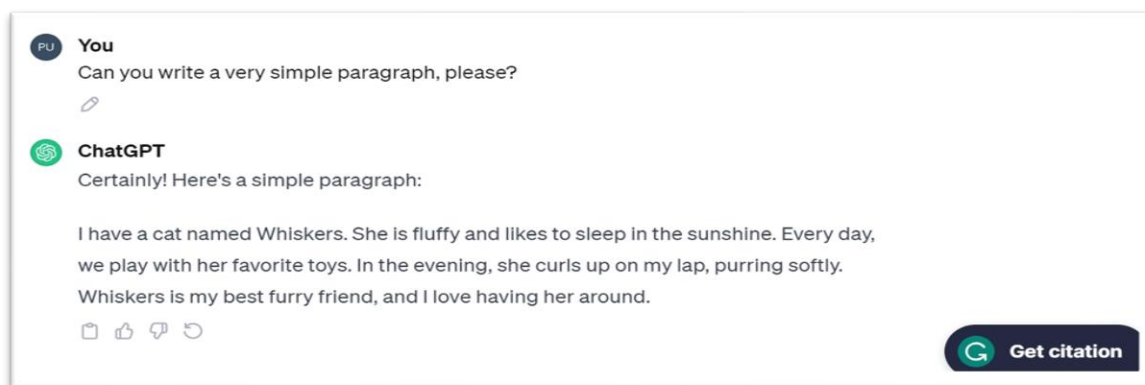 PU You
Can you write a very simple paragraph, please?
ChatGPT
Certainly! Here's a simple paragraph:
I have a cat named Whiskers. She is fluffy and likes to sleep in the sunshine. Every day,
we play with her favorite toys. In the evening, she curls up on my lap, purring softly.
Whiskers is my best furry friend, and I love having her around.
Get citation